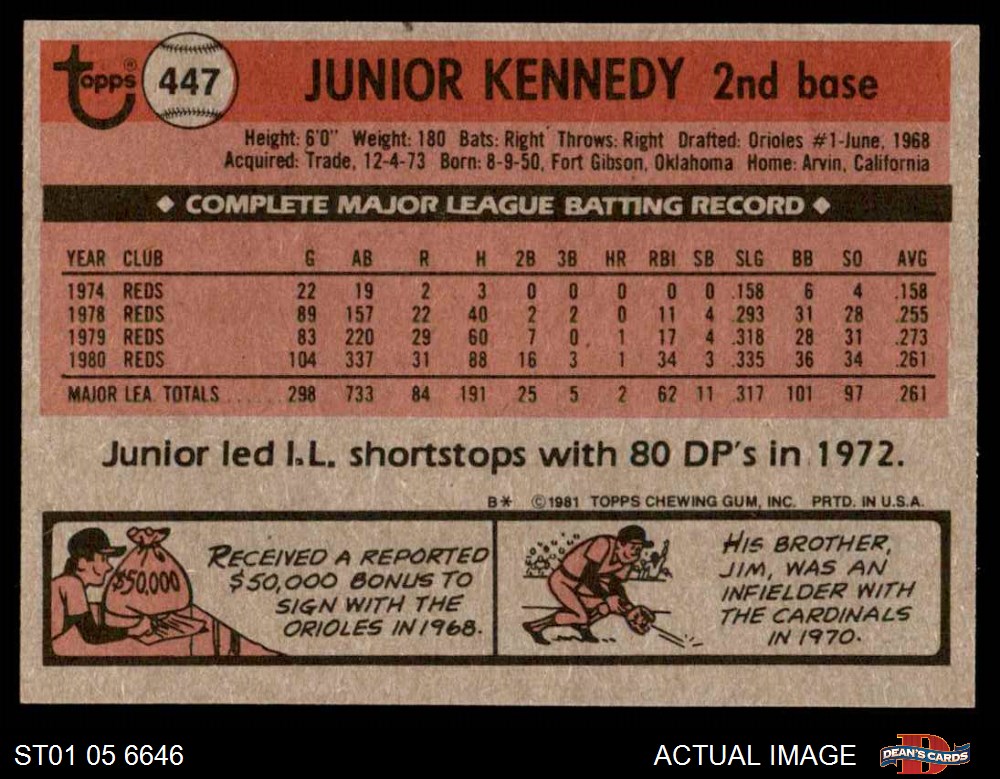 Topps® 447 JUNIOR KENNEDY 2nd base
Height: 6'0" Weight: 180 Bats: Right Throws: Right Drafted: Orioles #1-June, 1968
Acquired: Trade, 12-4-73 Born: 8-9-50, Fort Gibson, Oklahoma Home: Arvin, California
◆ COMPLETE MAJOR LEAGUE BATTING RECORD ◆
YEAR CLUB G AB R H 2B 3B HR RBI SB SLG BB SO AVG
1974 REDS 22 19 2 3 0 0 0 0 0 .158 6 4 .158
1978 REDS 89 157 22 40 2 2 0 11 4 .293 31 28 .255
1979 REDS 83 220 29 60 7 0 1 17 4 .318 28 31 .273
1980 REDS 104 337 31 88 16 3 1 34 3 .335 36 34 .261
MAJOR LEA. TOTALS 298 733 84 191 25 5 2 62 11 .317 101 97 .261
Junior led I.L. shortstops with 80 DP's in 1972.
B* ©1981 TOPPS CHEWING GUM, INC. PRTD. IN U.S.A.
$50,000
RECEIVED A REPORTED
$50,000 BONUS TO
SIGN WITH THE
ORIOLES IN 1968.
HIS BROTHER,
JIM, WAS AN
INFIELDER WITH
THE CARDINALS
IN 1970.
ST01 05 6646
ACTUAL IMAGE
D
DEAN'S CARDS